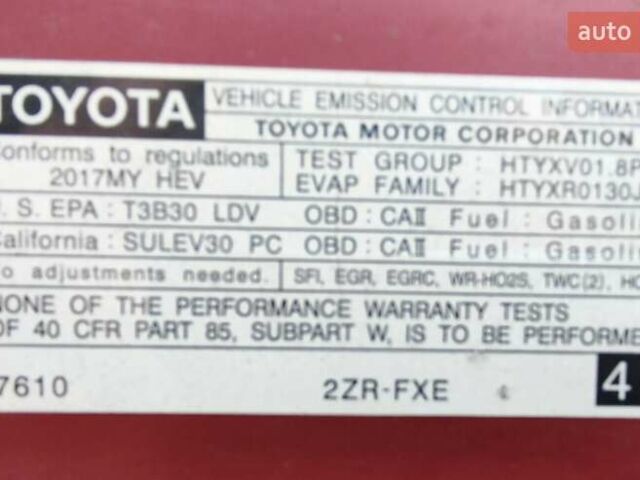 auto
TOYOTA VEHICLE EMISSION CONTROL INFORMAT
TOYOTA MOTOR CORPORATION
onforms to regulations TEST GROUP : HTYXV01.8P
2017MY HEV EVAP FAMILY : HTYXR0130
. S. EPA : T3B30 LDV OBD : CAII Fuel : Gasoli
California : SULEV30 PC OBD : CAII Fuel : Gasoli
o adjustments needed. SFI, EGR, EGRC, WR-HO2S, TWC(2), H
NONE OF THE PERFORMANCE WARRANTY TESTS
OF 40 CFR PART 85, SUBPART W, IS TO BE PERFORME
7610 2ZR-FXE 4